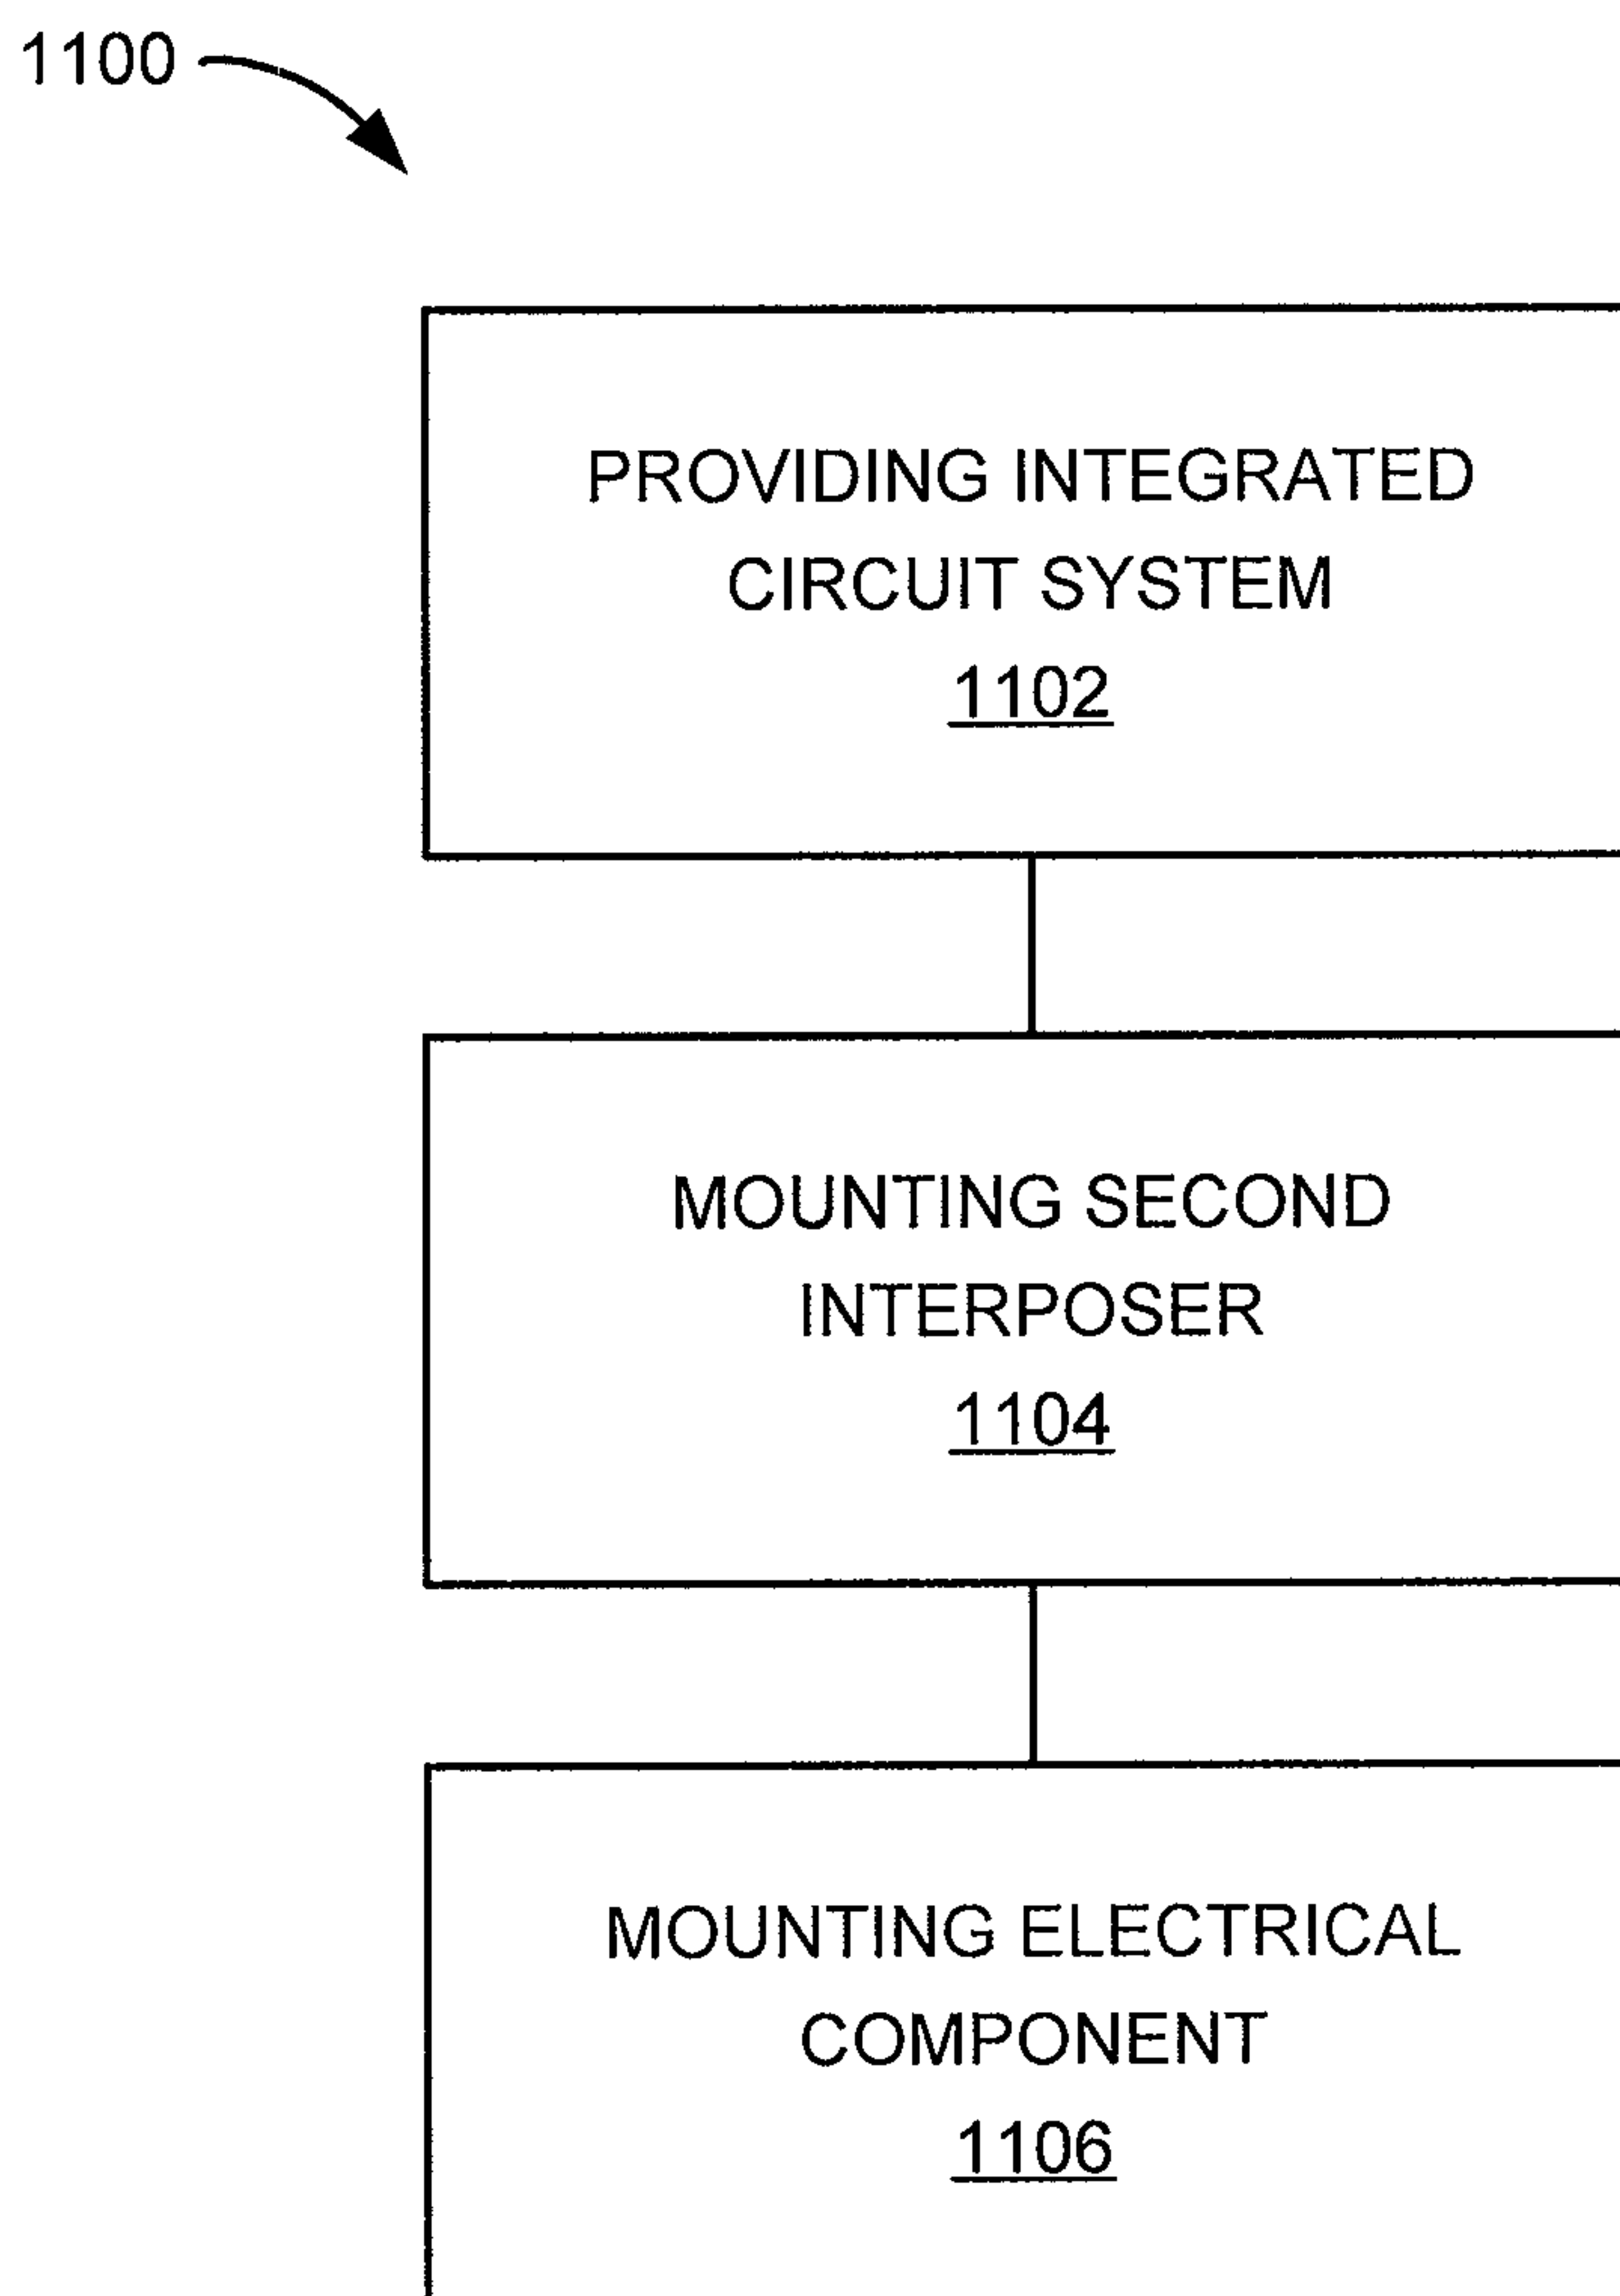 1100
PROVIDING INTEGRATED
CIRCUIT SYSTEM
1102
MOUNTING SECOND
INTERPOSER
1104
MOUNTING ELECTRICAL
COMPONENT
1106